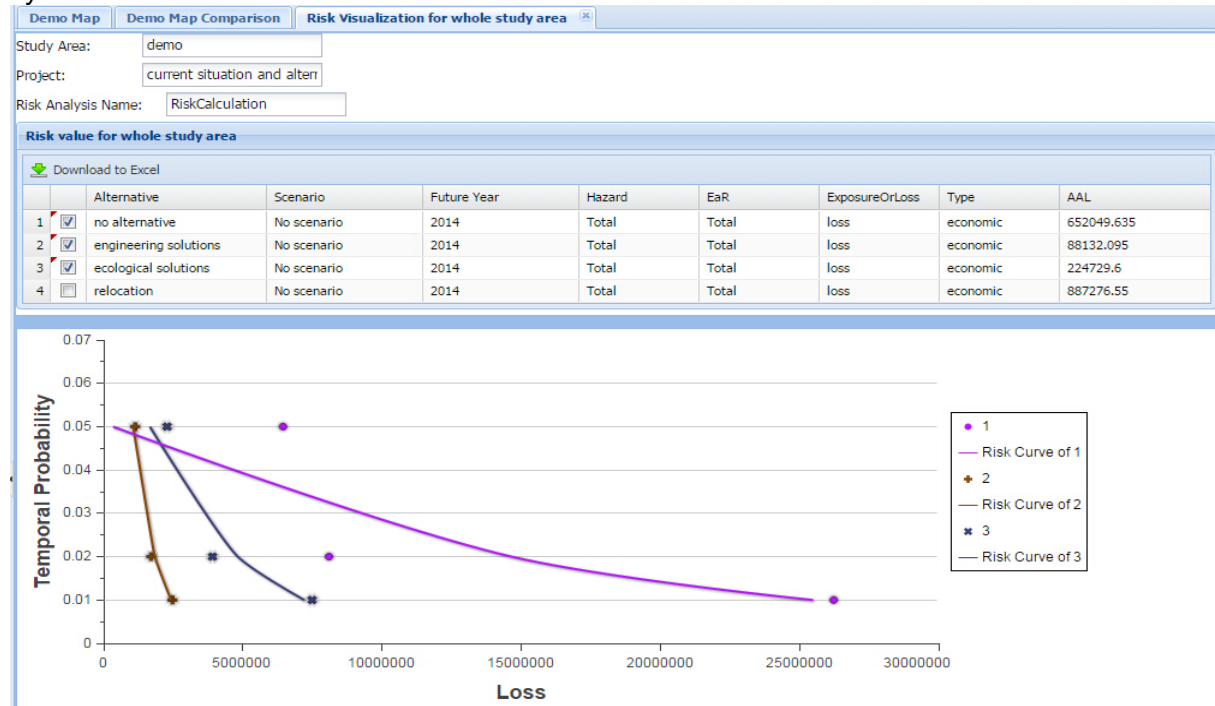 Demo Map Demo Map Comparison Risk Visualization for whole study area
Study Area: demo
Project: current situation and altern
Risk Analysis Name: RiskCalculation
Risk value for whole study area
Download to Excel
Alternative Scenario Future Year Hazard EaR ExposureOrLoss Type AAL
1 no alternative No scenario 2014 Total Total loss economic 652049.635
2 engineering solutions No scenario 2014 Total Total loss economic 88132.095
3 ecological solutions No scenario 2014 Total Total loss economic 224729.6
4 relocation No scenario 2014 Total Total loss economic 887276.55
0.07
0.06
0.05
0.04
0.03
0.02
0.01
0
Temporal Probability
0 5000000 10000000 15000000 20000000 25000000 30000000
Loss
1
Risk Curve of 1
2
Risk Curve of 2
3
Risk Curve of 3